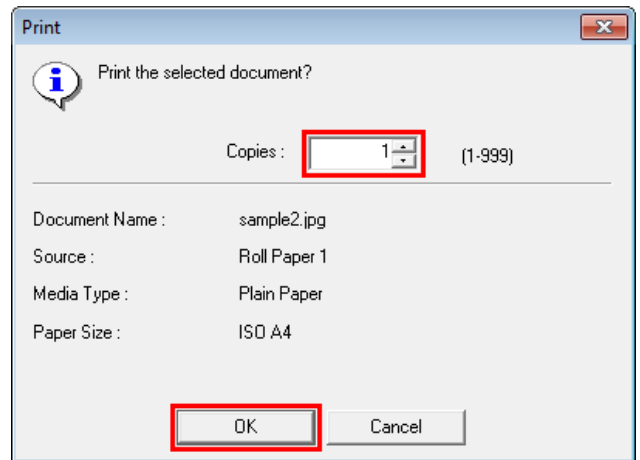 Print
Print the selected document?
Copies : 1 (1-999)
Document Name : sample2.jpg
Source : Roll Paper 1
Media Type : Plain Paper
Paper Size : ISO A4
OK Cancel